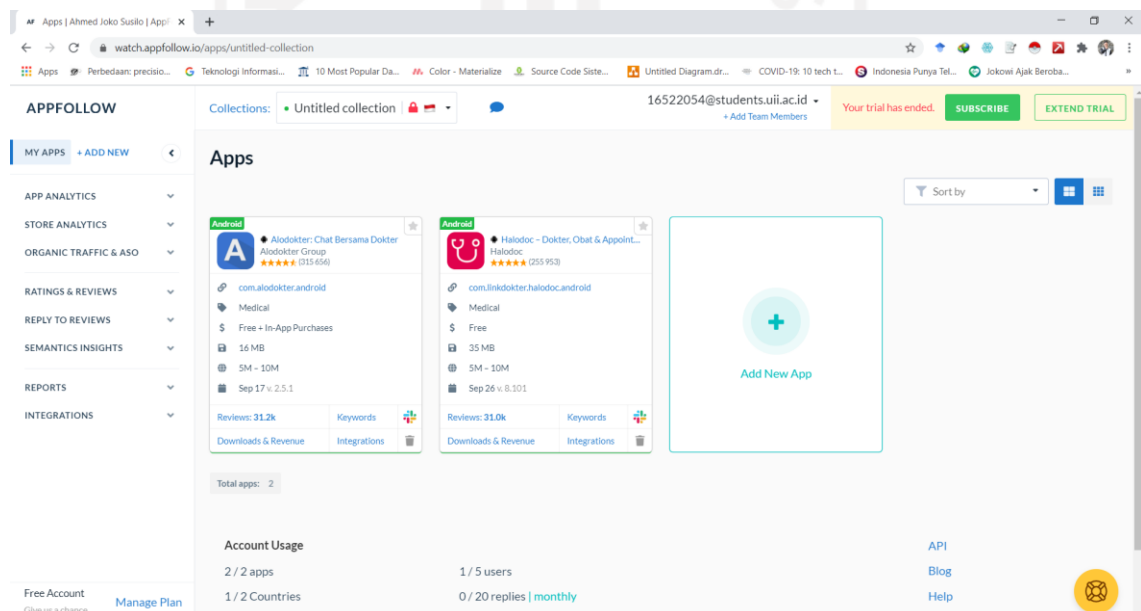 AF Apps | Ahmed Joko Susilo | Appf
watch.appfollow.io/apps/untitled-collection
Apps Perbedaan: precisio... Teknologi Informasi... 10 Most Popular Da... Color - Materialize Source Code Siste... Untitled Diagram.dr... COVID-19: 10 tech t... Indonesia Punya Tel... Jokowi Ajak Beroba... »
APPFOLLOW
Collections: Untitled collection
16522054@students.uii.ac.id
+ Add Team Members
Your trial has ended. SUBSCRIBE EXTEND TRIAL
MY APPS + ADD NEW
APP ANALYTICS
STORE ANALYTICS
ORGANIC TRAFFIC & ASO
RATINGS & REVIEWS
REPLY TO REVIEWS
SEMANTICS INSIGHTS
REPORTS
INTEGRATIONS
Apps
Sort by
Android
Alodokter: Chat Bersama Dokter
Alodokter Group
(315 656)
com.alodokter.android
Medical
Free + In-App Purchases
16 MB
5M – 10M
Sep 17 v. 2.5.1
Reviews: 31.2k Keywords
Downloads & Revenue Integrations
Android
Halodoc – Dokter, Obat & Appoint...
Halodoc
(255 953)
com.linkdokter.halodoc.android
Medical
Free
35 MB
5M – 10M
Sep 26 v. 8.101
Reviews: 31.0k Keywords
Downloads & Revenue Integrations
Add New App
Total apps: 2
Account Usage
2 / 2 apps 1 / 5 users
1 / 2 Countries 0 / 20 replies | monthly
API
Blog
Help
Free Account
Give us a chance
Manage Plan